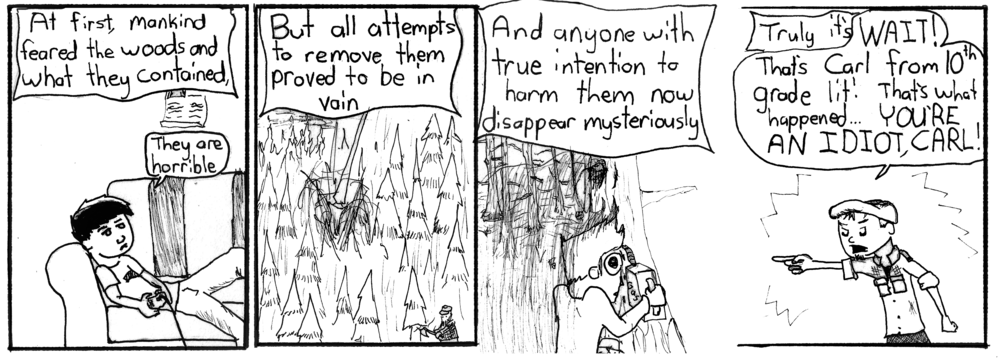 At first, mankind
feared the woods and
what they contained,
They are
horrible
But all attempts
to remove them
proved to be in
vain
And anyone with
true intention to
harm them now
disappear mysteriously
Truly it's
WAIT!
That's Carl from 10th
grade lit! That's what
happened... YOU'RE
AN IDIOT, CARL!